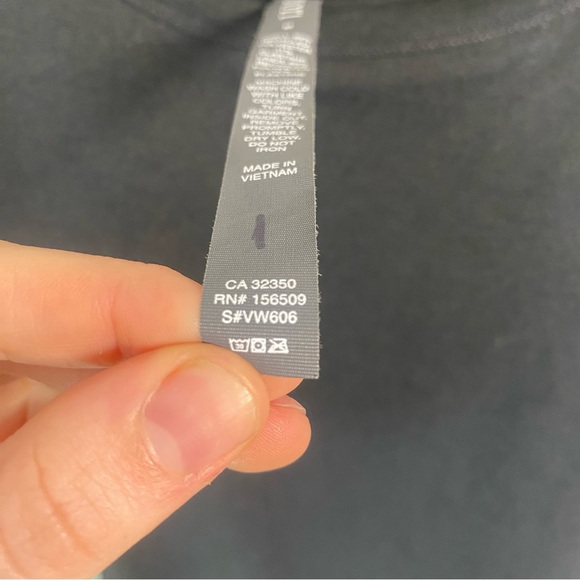 MACHINE
WASH COLD
WITH LIKE
COLORS.
TURN
GARMENT
INSIDE OUT.
REMOVE
PROMPTLY.
TUMBLE
DRY LOW.
DO NOT
IRON
MADE IN
VIETNAM
CA 32350
RN# 156509
S#VW606